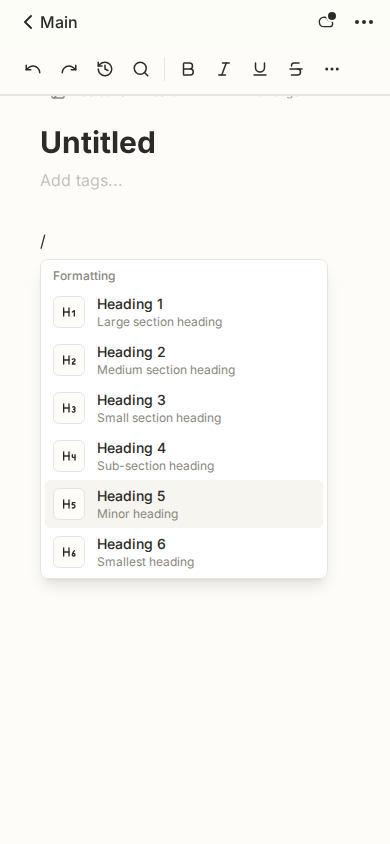 Main
Untitled
Add tags...
/
Formatting
H1 Heading 1
Large section heading
H2 Heading 2
Medium section heading
H3 Heading 3
Small section heading
H4 Heading 4
Sub-section heading
H5 Heading 5
Minor heading
H6 Heading 6
Smallest heading